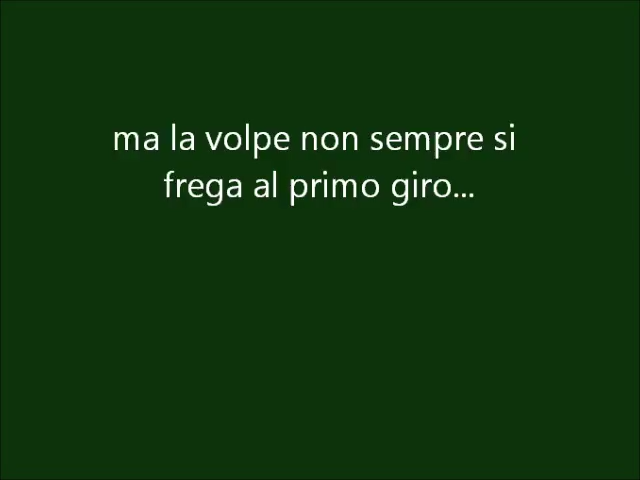 ma la volpe non sempre si
frega al primo giro...